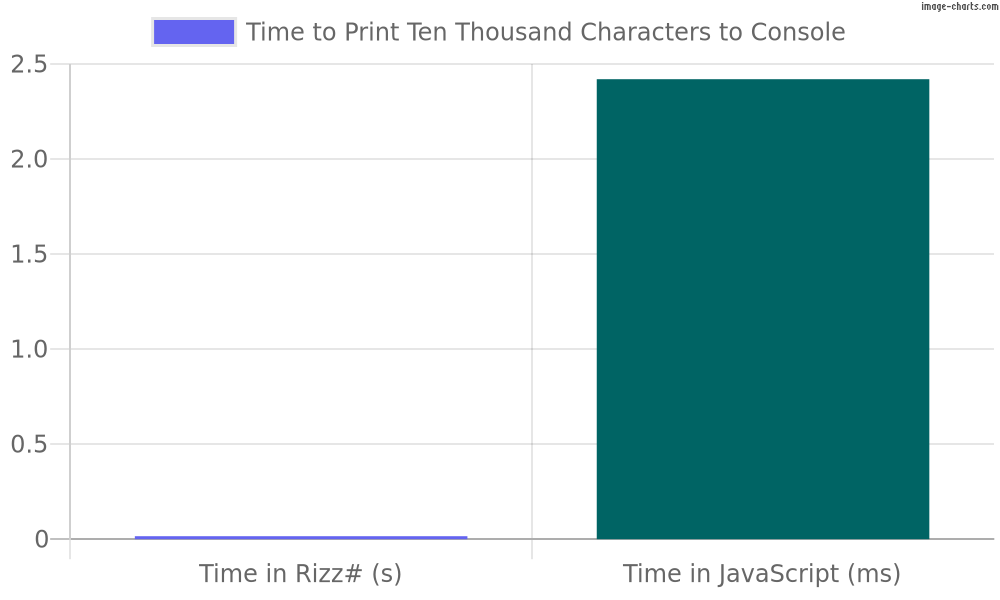 image-charts.com
Time to Print Ten Thousand Characters to Console
2.5
2.0
1.5
1.0
0.5
0
Time in Rizz# (s)
Time in JavaScript (ms)